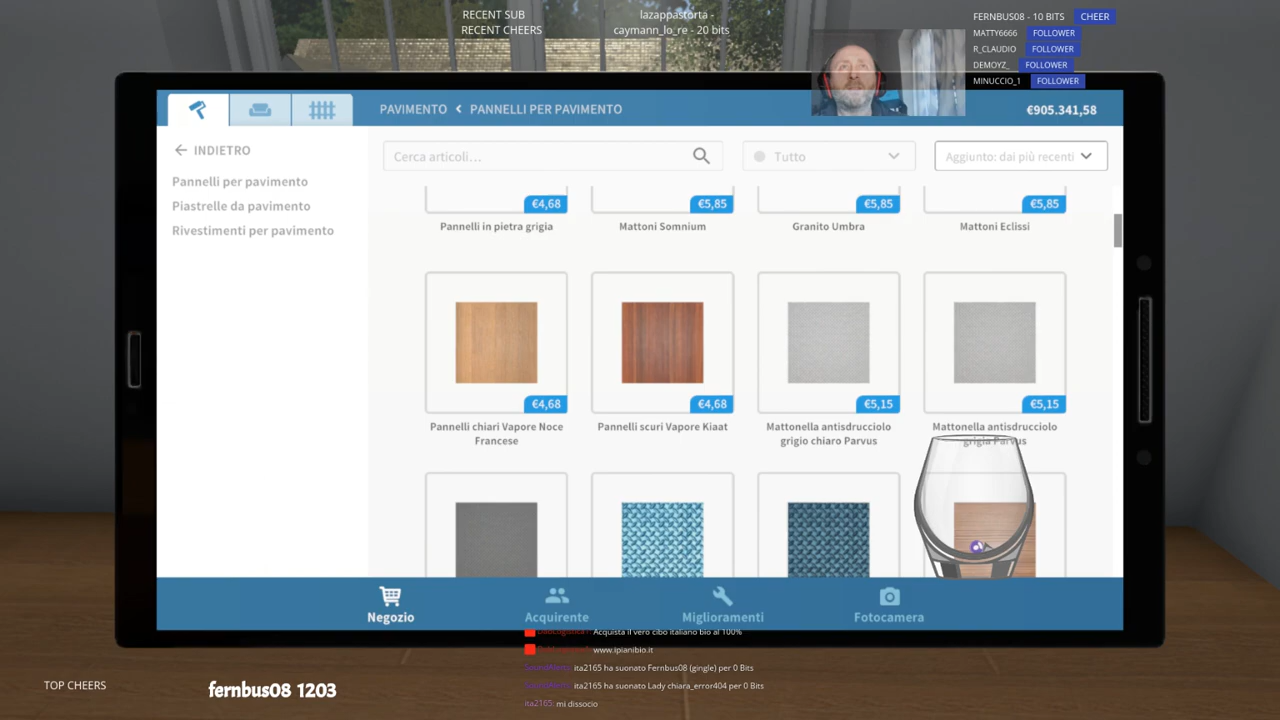 RECENT SUB
lazappastorta -
RECENT CHEERS
caymann_lo_re - 20 bits
FERNBUS08 - 10 BITS CHEER
MATTY6666 FOLLOWER
R_CLAUDIO FOLLOWER
DEMOYZ_ FOLLOWER
MINUCCIO_1 FOLLOWER
PAVIMENTO < PANNELLI PER PAVIMENTO
€905.341,58
INDIETRO
Pannelli per pavimento
Piastrelle da pavimento
Rivestimenti per pavimento
Cerca articoli...
Tutto
Aggiunto: dai più recenti
€4,68
€5,85
€5,85
€5,85
Pannelli in pietra grigia
Mattoni Somnium
Granito Umbra
Mattoni Eclissi
€4,68
€4,68
€5,15
€5,15
Pannelli chiari Vapore Noce
Francese
Pannelli scuri Vapore Kiaat
Mattonella antisdrucciolo
grigio chiaro Parvus
Mattonella antisdrucciolo
grigia Parvus
Negozio
Acquirente
Miglioramenti
Fotocamera
Acquista il vero cibo italiano bio al 100%
www.ipianibio.it
SoundAlerts: ita2165 ha suonato Fernbus08 (gingle) per 0 Bits
SoundAlerts: ita2165 ha suonato Lady chiara_error404 per 0 Bits
ita2165: mi dissocio
TOP CHEERS
fernbus08 1203